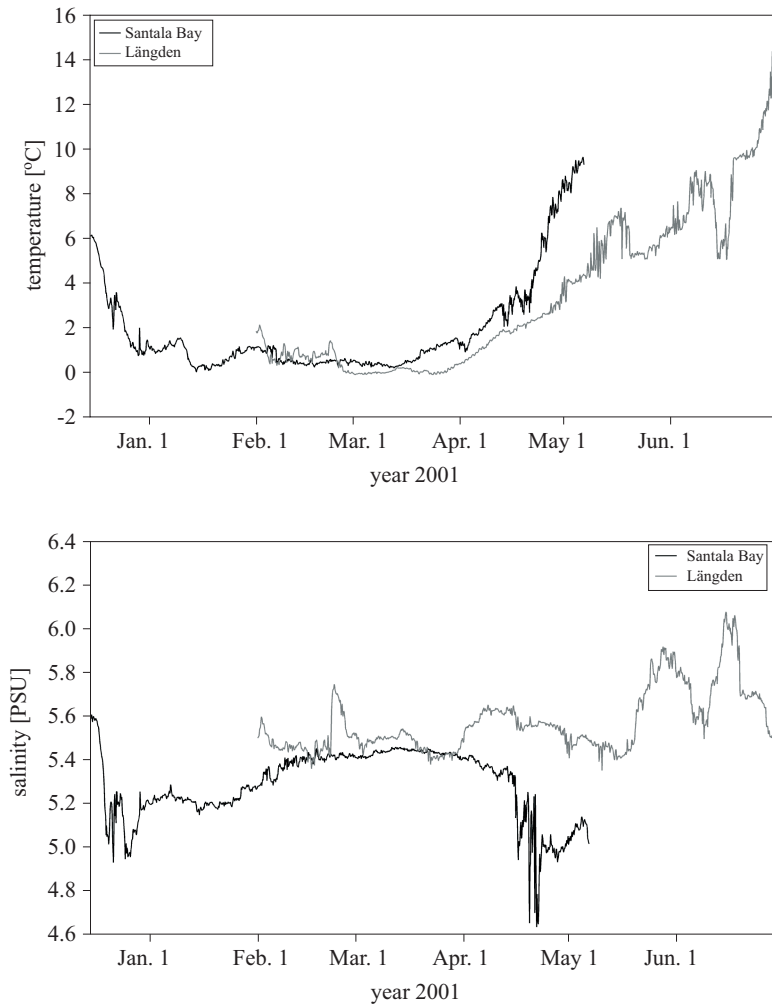 16
14
12
10
8
6
4
2
0
-2
temperature [ºC]
Santala Bay
Längden
Jan. 1 Feb. 1 Mar. 1 Apr. 1 May 1 Jun. 1
year 2001
6.4
6.2
6.0
5.8
5.6
5.4
5.2
5.0
4.8
4.6
salinity [PSU]
Santala Bay
Längden
Jan. 1 Feb. 1 Mar. 1 Apr. 1 May 1 Jun. 1
year 2001